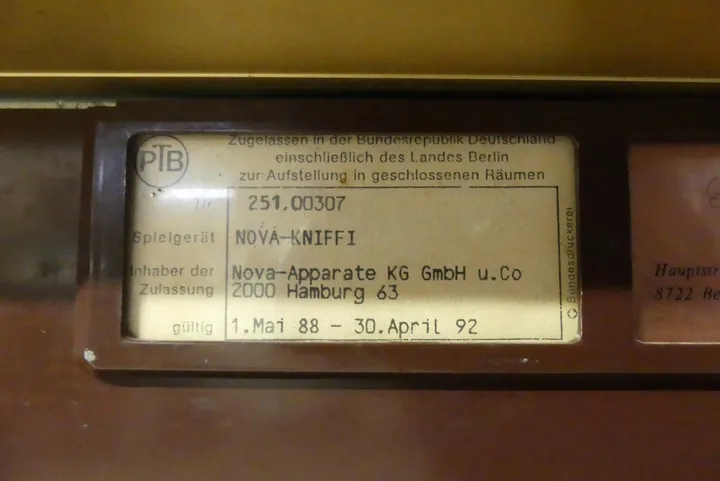 PTB
Zugelassen in der Bundesrepublik Deutschland
einschließlich des Landes Berlin
zur Aufstellung in geschlossenen Räumen
Nr. 251.00307
Spielgerät NOVA-KNIFFI
Inhaber der Zulassung Nova-Apparate KG GmbH u.Co
2000 Hamburg 63
gültig 1.Mai 88 - 30.April 92
Bundesdruckerei
8722